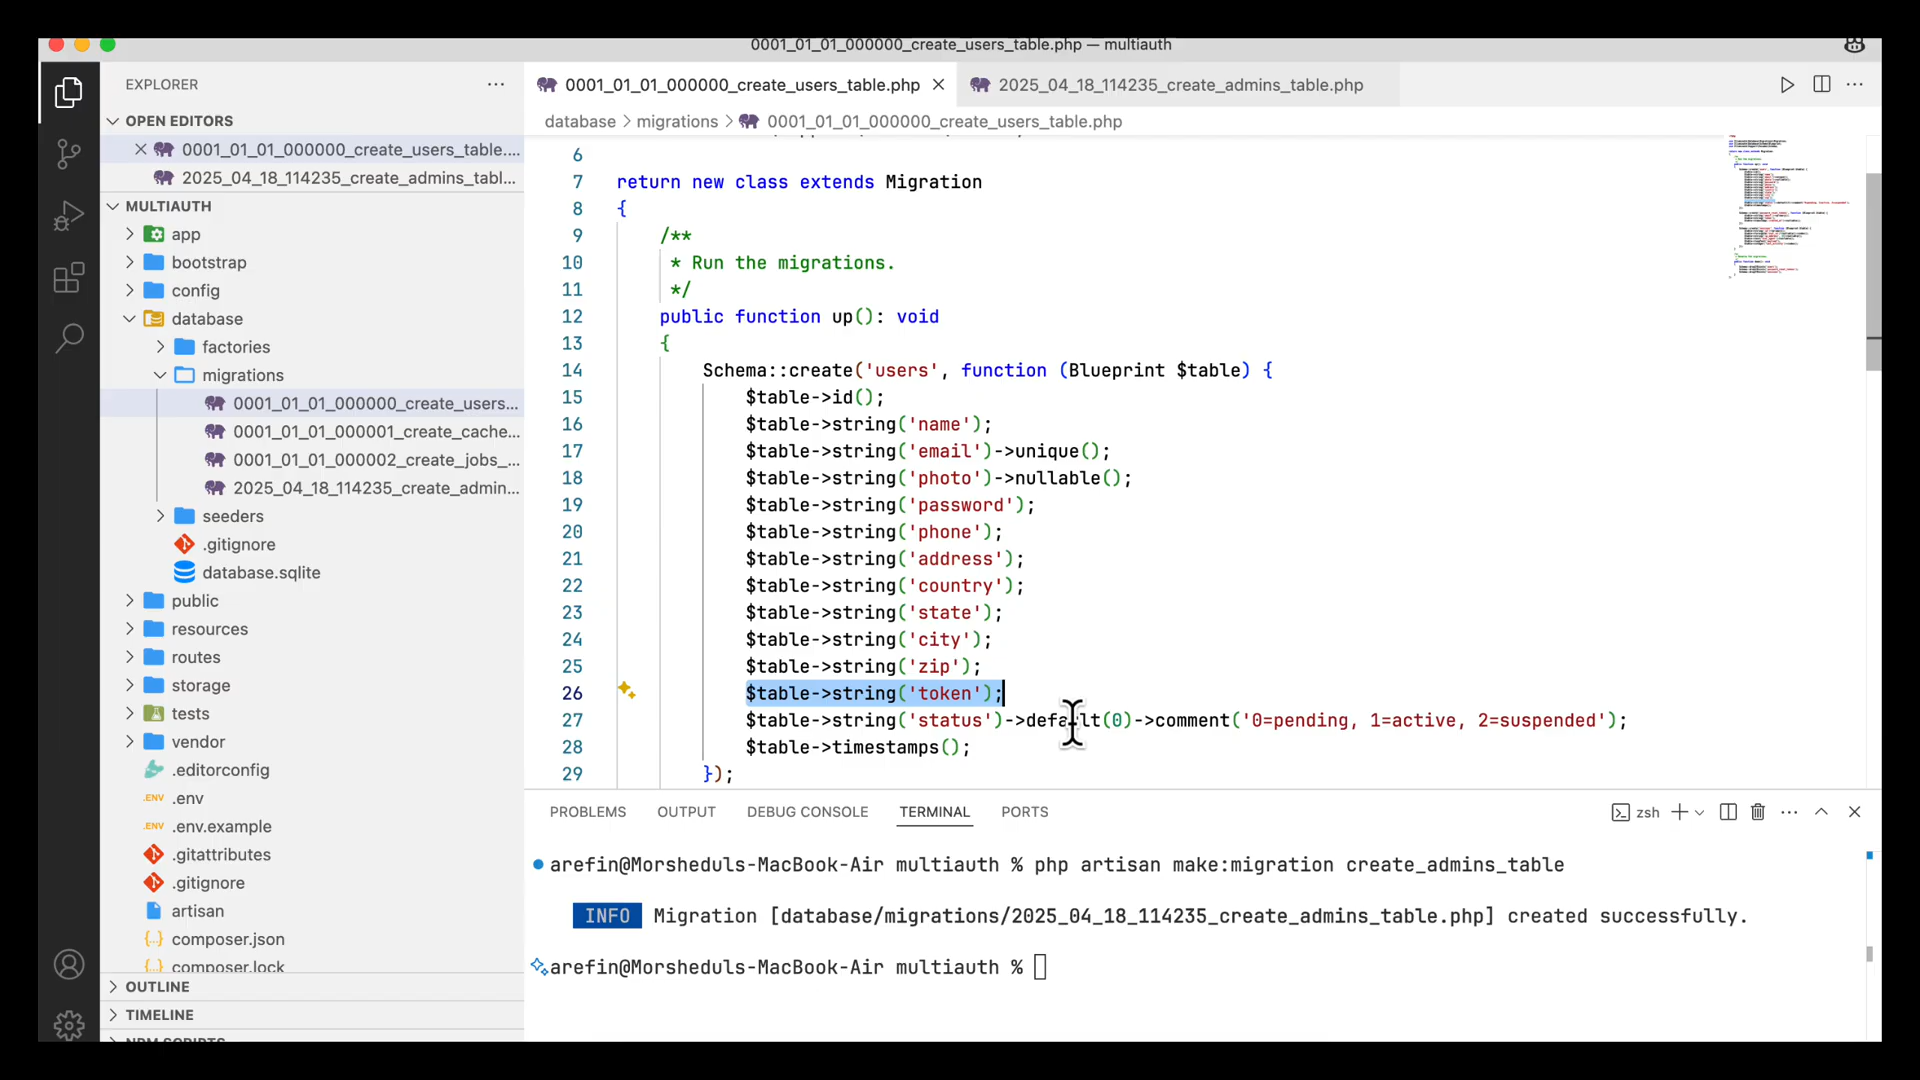 0001_01_01_000000_create_users_table.php — multiauth
EXPLORER
OPEN EDITORS
0001_01_01_000000_create_users_table....
2025_04_18_114235_create_admins_tabl...
MULTIAUTH
app
bootstrap
config
database
factories
migrations
0001_01_01_000000_create_users...
0001_01_01_000001_create_cache...
0001_01_01_000002_create_jobs_...
2025_04_18_114235_create_admin...
seeders
.gitignore
database.sqlite
public
resources
routes
storage
tests
vendor
.editorconfig
.env
.env.example
.gitattributes
.gitignore
artisan
composer.json
composer.lock
OUTLINE
TIMELINE
NPM SCRIPTS
0001_01_01_000000_create_users_table.php
2025_04_18_114235_create_admins_table.php
database > migrations > 0001_01_01_000000_create_users_table.php
6
7 return new class extends Migration
8 {
9 /**
10 * Run the migrations.
11 */
12 public function up(): void
13 {
14 Schema::create('users', function (Blueprint $table) {
15 $table->id();
16 $table->string('name');
17 $table->string('email')->unique();
18 $table->string('photo')->nullable();
19 $table->string('password');
20 $table->string('phone');
21 $table->string('address');
22 $table->string('country');
23 $table->string('state');
24 $table->string('city');
25 $table->string('zip');
26 $table->string('token');
27 $table->string('status')->default(0)->comment('0=pending, 1=active, 2=suspended');
28 $table->timestamps();
29 });
PROBLEMS OUTPUT DEBUG CONSOLE TERMINAL PORTS
zsh
arefin@Morsheduls-MacBook-Air multiauth % php artisan make:migration create_admins_table
INFO Migration [database/migrations/2025_04_18_114235_create_admins_table.php] created successfully.
arefin@Morsheduls-MacBook-Air multiauth %